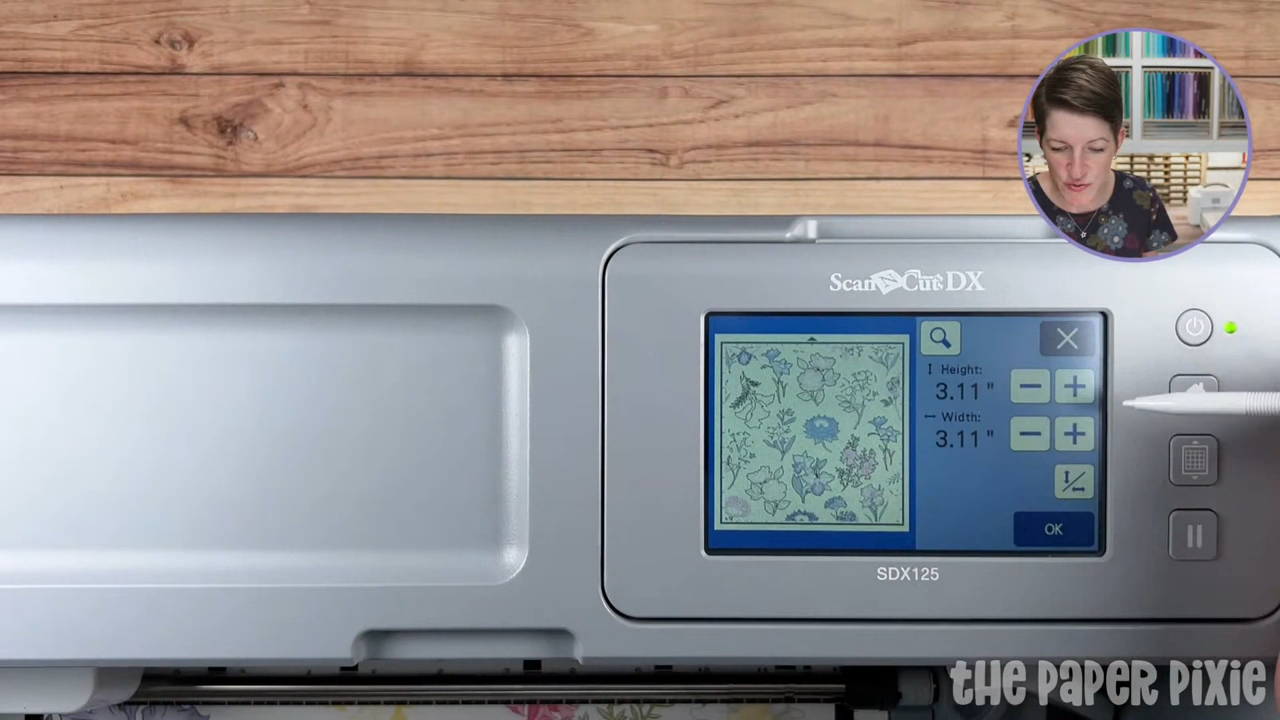 ScanNCut DX
Height:
3.11 "
Width:
3.11 "
OK
SDX125
the paper pixie